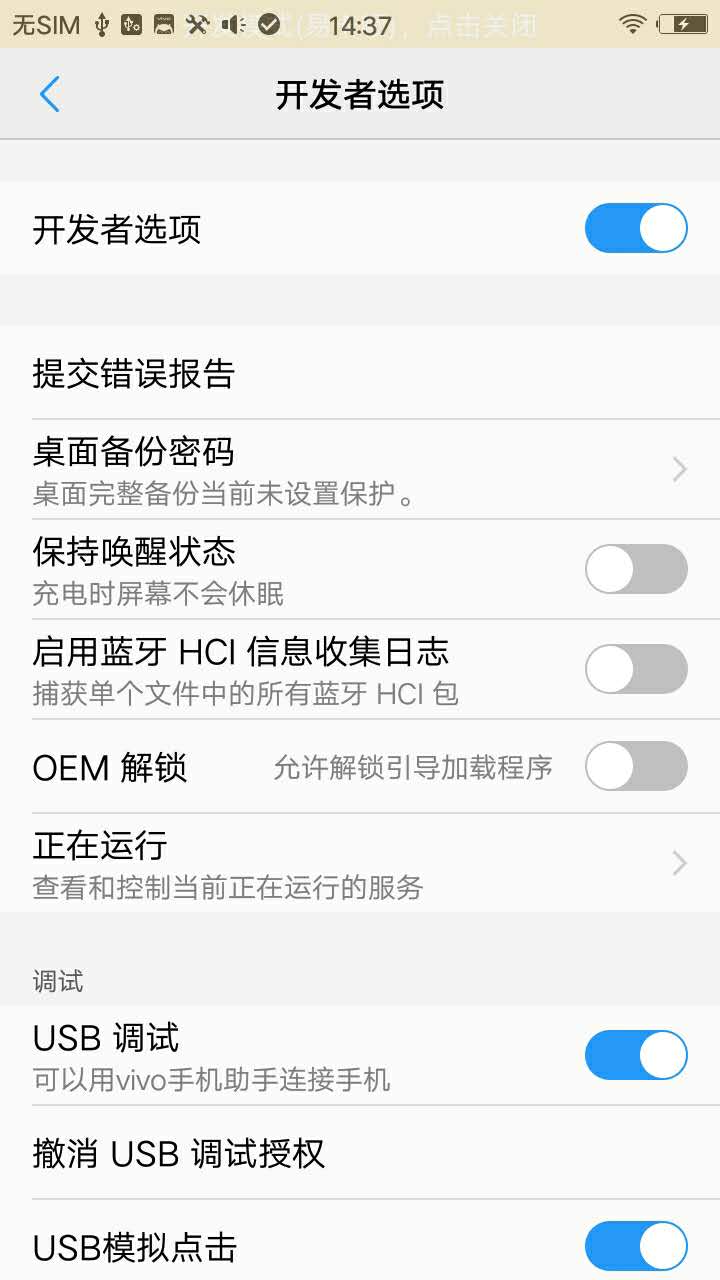 无SIM 14:37 点击关闭
开发者选项
开发者选项
提交错误报告
桌面备份密码
桌面完整备份当前未设置保护。
保持唤醒状态
充电时屏幕不会休眠
启用蓝牙 HCI 信息收集日志
捕获单个文件中的所有蓝牙 HCI 包
OEM 解锁 允许解锁引导加载程序
正在运行
查看和控制当前正在运行的服务
调试
USB 调试
可以用vivo手机助手连接手机
撤消 USB 调试授权
USB模拟点击